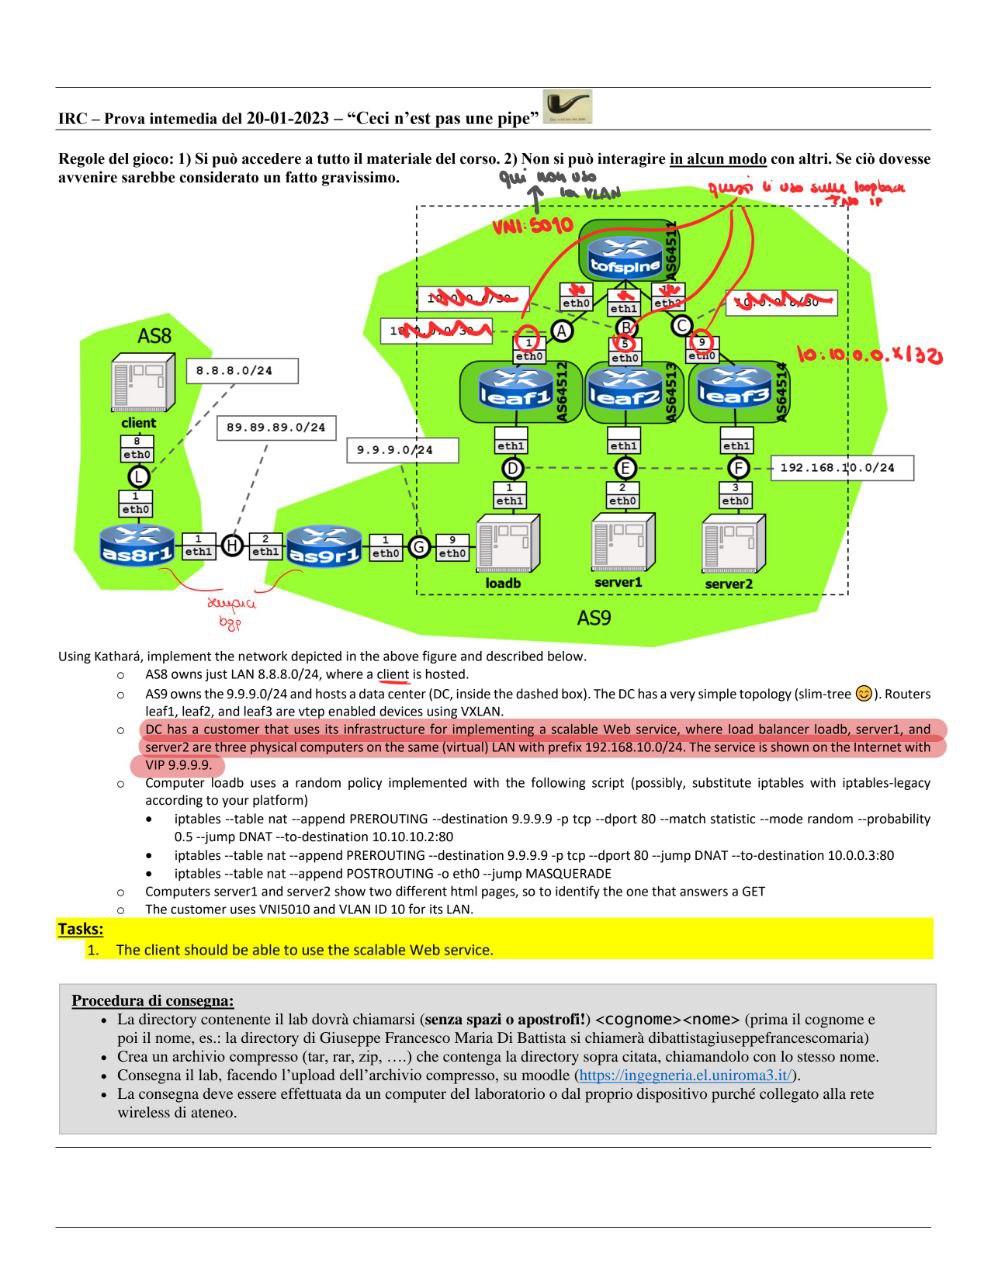 IRC – Prova intemedia del 20-01-2023 – “Ceci n’est pas une pipe”
Regole del gioco: 1) Si può accedere a tutto il materiale del corso. 2) Non si può interagire in alcun modo con altri. Se ciò dovesse
avvenire sarebbe considerato un fatto gravissimo.
qui non uso
la VLAN
questi li uso sulle loopback
NO IP
VNI:5010
AS64511
tofspine
eth0
eth1
eth2
A
B
C
1
eth0
5
eth0
9
eth0
10.10.0.0.X/32
leaf1
AS64512
leaf2
AS64513
leaf3
AS64514
AS8
client
8.8.8.0/24
8
eth0
L
1
eth0
89.89.89.0/24
9.9.9.0/24
eth1
eth1
eth1
D
E
F
192.168.10.0/24
1
eth1
2
eth1
3
eth1
as8r1
1
eth1
H
2
eth1
as9r1
1
eth0
G
9
eth0
loadb
server1
server2
bgp
AS9
Using Kathará, implement the network depicted in the above figure and described below.
o AS8 owns just LAN 8.8.8.0/24, where a client is hosted.
o AS9 owns the 9.9.9.0/24 and hosts a data center (DC, inside the dashed box). The DC has a very simple topology (slim-tree 😊). Routers
leaf1, leaf2, and leaf3 are vtep enabled devices using VXLAN.
o DC has a customer that uses its infrastructure for implementing a scalable Web service, where load balancer loadb, server1, and
server2 are three physical computers on the same (virtual) LAN with prefix 192.168.10.0/24. The service is shown on the Internet with
VIP 9.9.9.9.
o Computer loadb uses a random policy implemented with the following script (possibly, substitute iptables with iptables-legacy
according to your platform)
• iptables --table nat --append PREROUTING --destination 9.9.9.9 -p tcp --dport 80 --match statistic --mode random --probability
0.5 --jump DNAT --to-destination 10.10.10.2:80
• iptables --table nat --append PREROUTING --destination 9.9.9.9 -p tcp --dport 80 --jump DNAT --to-destination 10.0.0.3:80
• iptables --table nat --append POSTROUTING -o eth0 --jump MASQUERADE
o Computers server1 and server2 show two different html pages, so to identify the one that answers a GET
o The customer uses VNI5010 and VLAN ID 10 for its LAN.
Tasks:
1. The client should be able to use the scalable Web service.
Procedura di consegna:
• La directory contenente il lab dovrà chiamarsi (senza spazi o apostrofi!) <cognome><nome> (prima il cognome e
poi il nome, es.: la directory di Giuseppe Francesco Maria Di Battista si chiamerà dibattistagiuseppefrancescomaria)
• Crea un archivio compresso (tar, rar, zip, ….) che contenga la directory sopra citata, chiamandolo con lo stesso nome.
• Consegna il lab, facendo l’upload dell’archivio compresso, su moodle (https://ingegneria.el.uniroma3.it/).
• La consegna deve essere effettuata da un computer del laboratorio o dal proprio dispositivo purché collegato alla rete
wireless di ateneo.